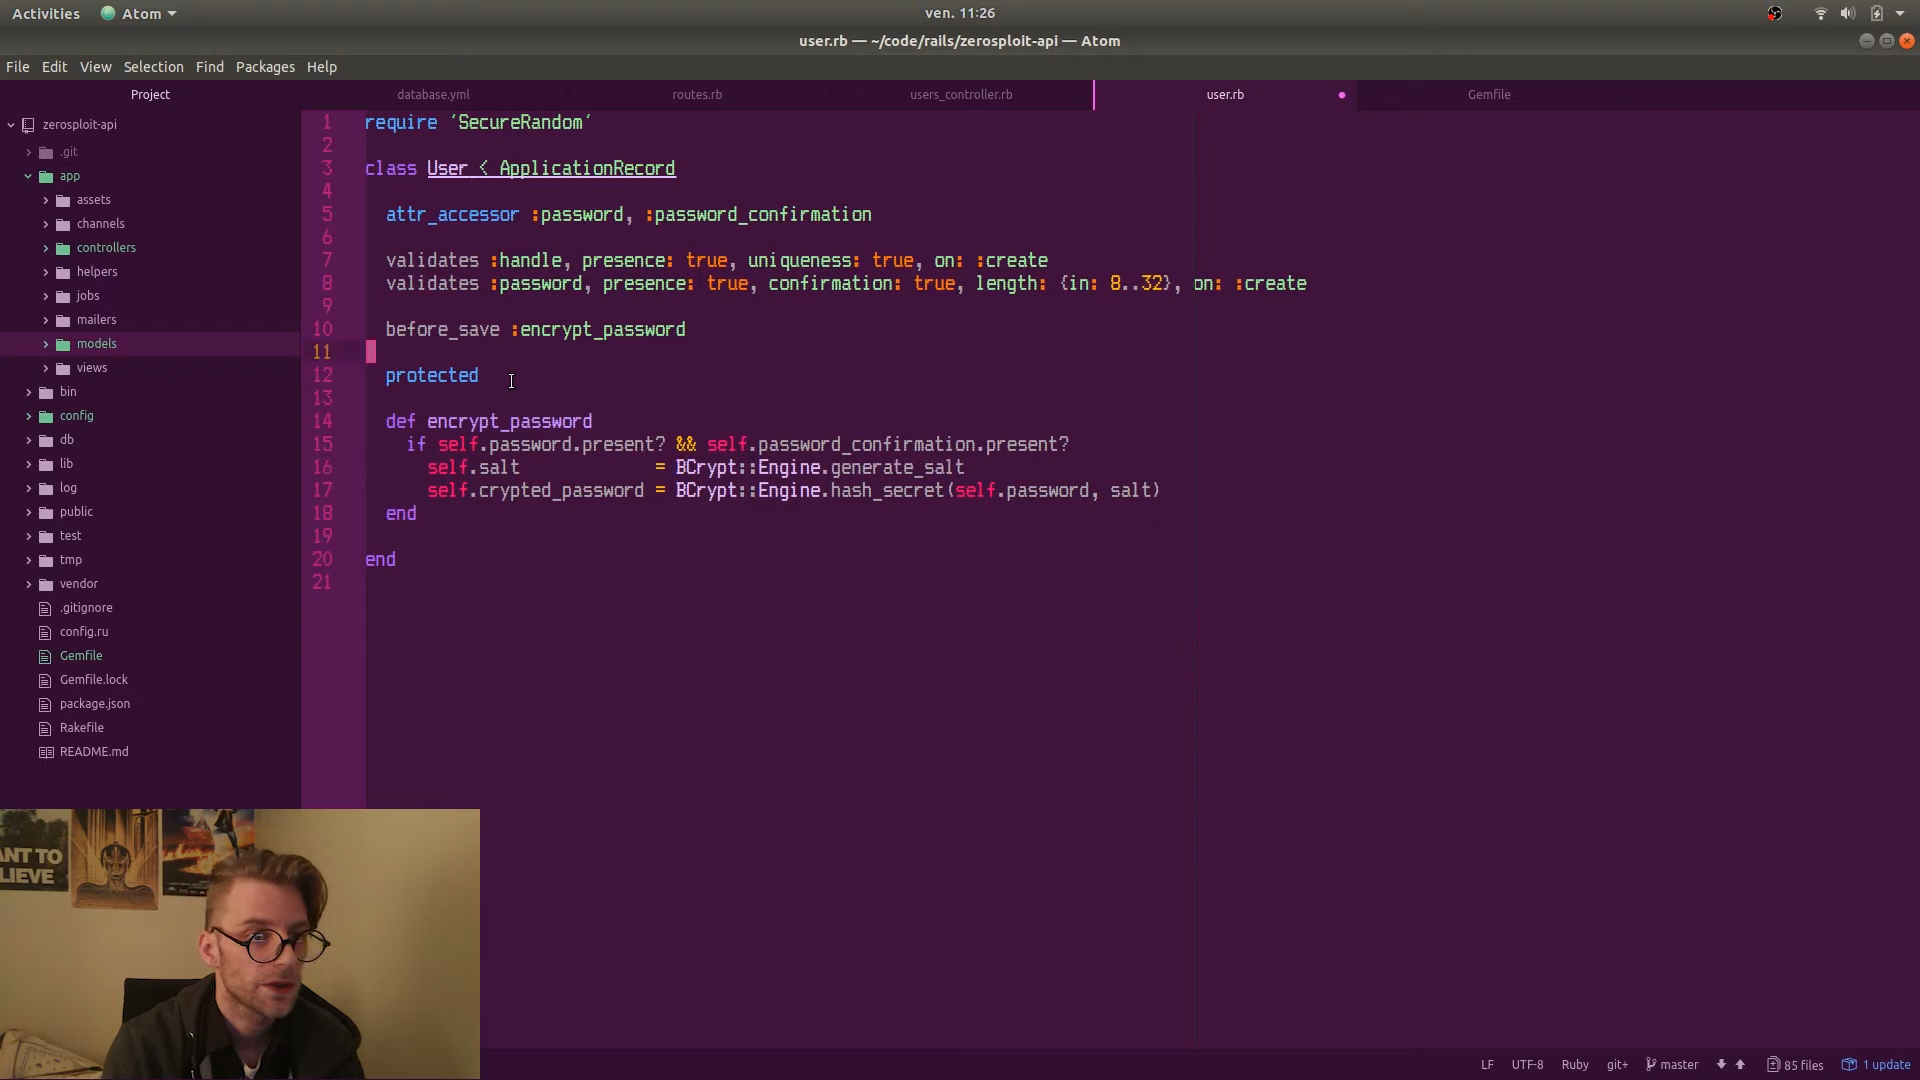 Activities Atom ven. 11:26
user.rb — ~/code/rails/zerosploit-api — Atom
File Edit View Selection Find Packages Help
Project database.yml routes.rb users_controller.rb user.rb Gemfile
zerosploit-api
.git
app
assets
channels
controllers
helpers
jobs
mailers
models
views
bin
config
db
lib
log
public
test
tmp
vendor
.gitignore
config.ru
Gemfile
Gemfile.lock
package.json
Rakefile
README.md
1 require 'SecureRandom'
2
3 class User < ApplicationRecord
4
5 attr_accessor :password, :password_confirmation
6
7 validates :handle, presence: true, uniqueness: true, on: :create
8 validates :password, presence: true, confirmation: true, length: {in: 8..32}, on: :create
9
10 before_save :encrypt_password
11
12 protected
13
14 def encrypt_password
15 if self.password.present? && self.password_confirmation.present?
16 self.salt = BCrypt::Engine.generate_salt
17 self.crypted_password = BCrypt::Engine.hash_secret(self.password, salt)
18 end
19
20 end
21
ANT TO
LIEVE
LF UTF-8 Ruby git+ master 85 files 1 update